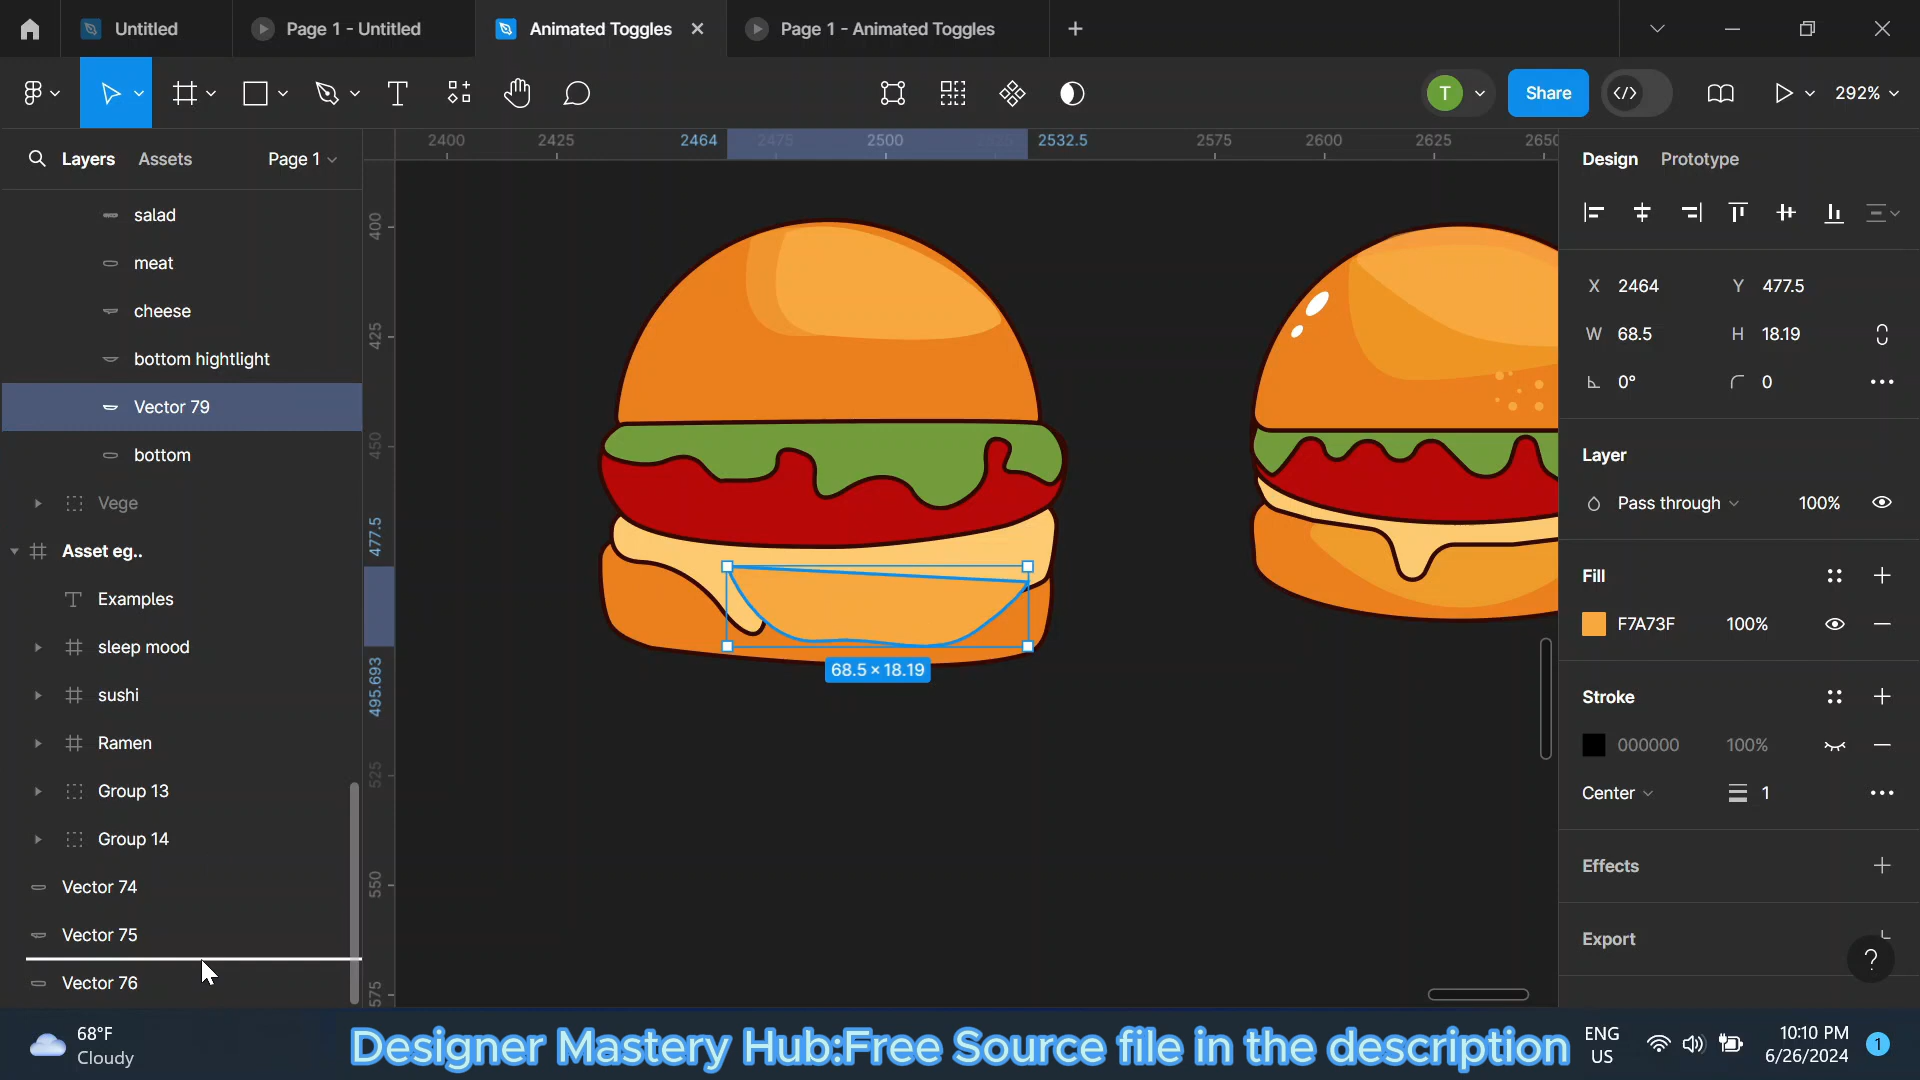 Untitled
Page 1 - Untitled
Animated Toggles
Page 1 - Animated Toggles
T
Share
292%
Layers
Assets
Page 1
2400
2425
2464
2475
2500
2532.5
2575
2600
2625
2650
Design
Prototype
salad
meat
cheese
bottom hightlight
Vector 79
bottom
Vege
Asset eg..
Examples
sleep mood
sushi
Ramen
Group 13
Group 14
Vector 74
Vector 75
Vector 76
400
425
450
477.5
495.693
525
550
575
68.5 × 18.19
X 2464
Y 477.5
W 68.5
H 18.19
0°
0
Layer
Pass through
100%
Fill
F7A73F
100%
Stroke
000000
100%
Center
1
Effects
Export
?
68°F
Cloudy
Designer Mastery Hub:Free Source file in the description
ENG
US
10:10 PM
6/26/2024
1